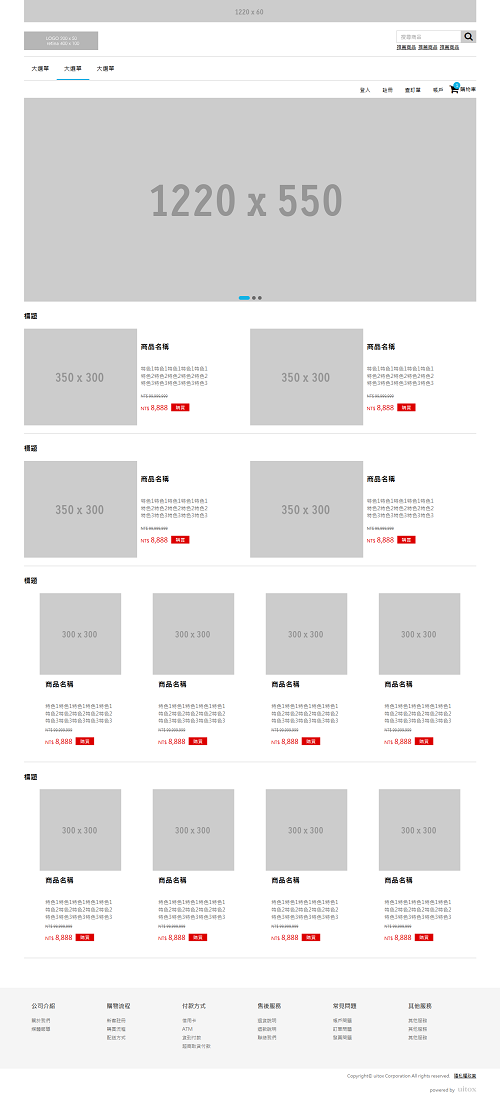 1220 x 60
LOGO 200 x 50
搜尋商品
推薦商品 推薦商品 推薦商品
大選單 大選單 大選單
登入 註冊 查訂單 帳戶 購物車
1220 x 550
標題
350 x 300
商品名稱
特色1特色1特色1特色1特色1
特色2特色2特色2特色2特色2
特色3特色3特色3特色3特色3
NT$ 99,999,999
NT$ 8,888 購買
350 x 300
商品名稱
特色1特色1特色1特色1特色1
特色2特色2特色2特色2特色2
特色3特色3特色3特色3特色3
NT$ 99,999,999
NT$ 8,888 購買
標題
350 x 300
商品名稱
特色1特色1特色1特色1特色1
特色2特色2特色2特色2特色2
特色3特色3特色3特色3特色3
NT$ 99,999,999
NT$ 8,888 購買
350 x 300
商品名稱
特色1特色1特色1特色1特色1
特色2特色2特色2特色2特色2
特色3特色3特色3特色3特色3
NT$ 99,999,999
NT$ 8,888 購買
標題
300 x 300 300 x 300 300 x 300 300 x 300
商品名稱 商品名稱 商品名稱 商品名稱
特色1特色1特色1特色1特色1 特色1特色1特色1特色1特色1 特色1特色1特色1特色1特色1 特色1特色1特色1特色1特色1
特色2特色2特色2特色2特色2 特色2特色2特色2特色2特色2 特色2特色2特色2特色2特色2 特色2特色2特色2特色2特色2
特色3特色3特色3特色3特色3 特色3特色3特色3特色3特色3 特色3特色3特色3特色3特色3 特色3特色3特色3特色3特色3
NT$ 99,999,999 NT$ 99,999,999 NT$ 99,999,999 NT$ 99,999,999
NT$ 8,888 購買 NT$ 8,888 購買 NT$ 8,888 購買 NT$ 8,888 購買
標題
300 x 300 300 x 300 300 x 300 300 x 300
商品名稱 商品名稱 商品名稱 商品名稱
特色1特色1特色1特色1特色1 特色1特色1特色1特色1特色1 特色1特色1特色1特色1特色1 特色1特色1特色1特色1特色1
特色2特色2特色2特色2特色2 特色2特色2特色2特色2特色2 特色2特色2特色2特色2特色2 特色2特色2特色2特色2特色2
特色3特色3特色3特色3特色3 特色3特色3特色3特色3特色3 特色3特色3特色3特色3特色3 特色3特色3特色3特色3特色3
NT$ 99,999,999 NT$ 99,999,999 NT$ 99,999,999 NT$ 99,999,999
NT$ 8,888 購買 NT$ 8,888 購買 NT$ 8,888 購買 NT$ 8,888 購買
公司介紹 購物流程 付款方式 售後服務 常見問題 其他服務
關於我們 新會註冊 信用卡 退貨說明 帳戶問題 其他服務
媒體聯盟 購買流程 ATM 退款說明 訂單問題 其他服務
配送方式 貨到付款 聯絡我們 發票問題 其他服務
超商取貨付款
Copyright© uitox Corporation All rights reserved. 隱私權政策
powered by uitox